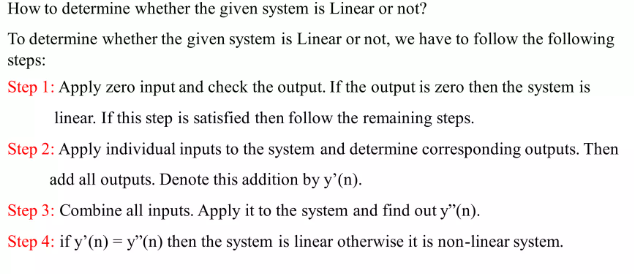 How to determine whether the given system is Linear or not?
To determine whether the given system is Linear or not, we have to follow the following
steps:
Step 1: Apply zero input and check the output. If the output is zero then the system is
linear. If this step is satisfied then follow the remaining steps.
Step 2: Apply individual inputs to the system and determine corresponding outputs. Then
add all outputs. Denote this addition by y’(n).
Step 3: Combine all inputs. Apply it to the system and find out y”(n).
Step 4: if y’(n) = y”(n) then the system is linear otherwise it is non-linear system.